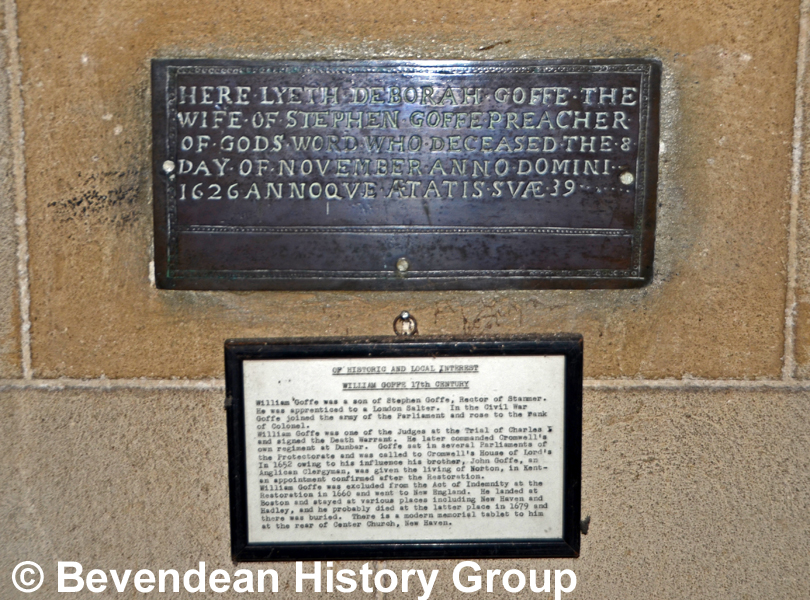 HERE·LYETH·DEBORAH·GOFFE·THE
WIFE·OF·STEPHEN GOFFE PREACHER
OF·GODS·WORD·WHO·DECEASED·THE·8
DAY·OF·NOVEMBER·ANNO·DOMINI·
1626 ANNOQVE·ÆTATIS·SVÆ·39·····
OF HISTORIC AND LOCAL INTEREST
WILLIAM GOFFE 17th CENTURY
William Goffe was a son of Stephen Goffe, Rector of Stanmer.
He was apprenticed to a London Salter. In the Civil War
Goffe joined the army of the Parliament and rose to the Rank
of Colonel.
William Goffe was one of the Judges at the Trial of Charles I
and signed the Death Warrant. He later commanded Cromwell's
own regiment at Dunbar. Goffe sat in several Parliaments of
the Protectorate and was called to Cromwell's House of Lord's
In 1652 owing to his influence his brother, John Goffe, an
Anglican Clergyman, was given the living of Norton, in Kent-
an appointment confirmed after the Restoration.
William Goffe was excluded from the Act of Indemnity at the
Restoration in 1660 and went to New England. He landed at
Boston and stayed at various places including New Haven and
Hadley, and he probably died at the latter place in 1679 and
there was buried. There is a modern memorial tablet to him
at the rear of Center Church, New Haven.
© Bevendean History Group